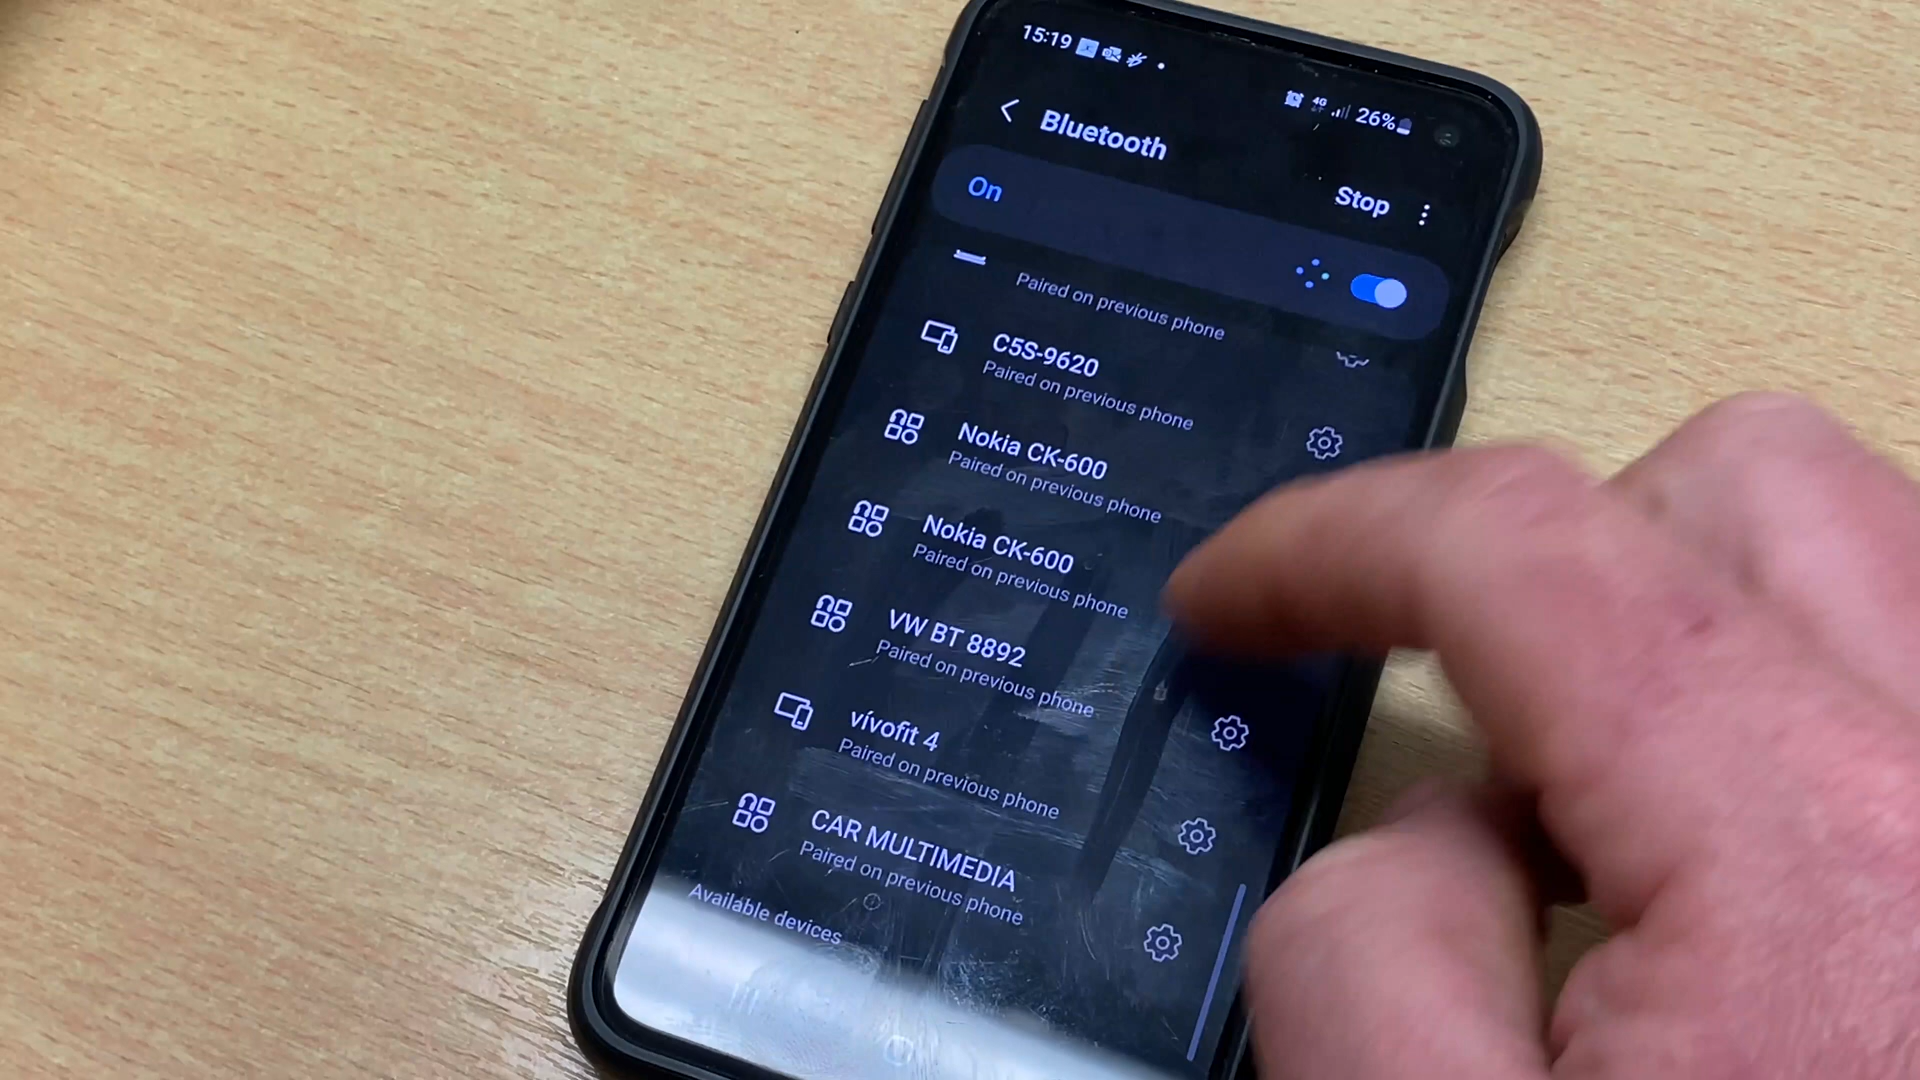 15:19
4G 26%
Bluetooth
Stop
On
Paired on previous phone
C5S-9620
Paired on previous phone
Nokia CK-600
Paired on previous phone
Nokia CK-600
Paired on previous phone
VW BT 8892
Paired on previous phone
vívofit 4
Paired on previous phone
CAR MULTIMEDIA
Paired on previous phone
Available devices